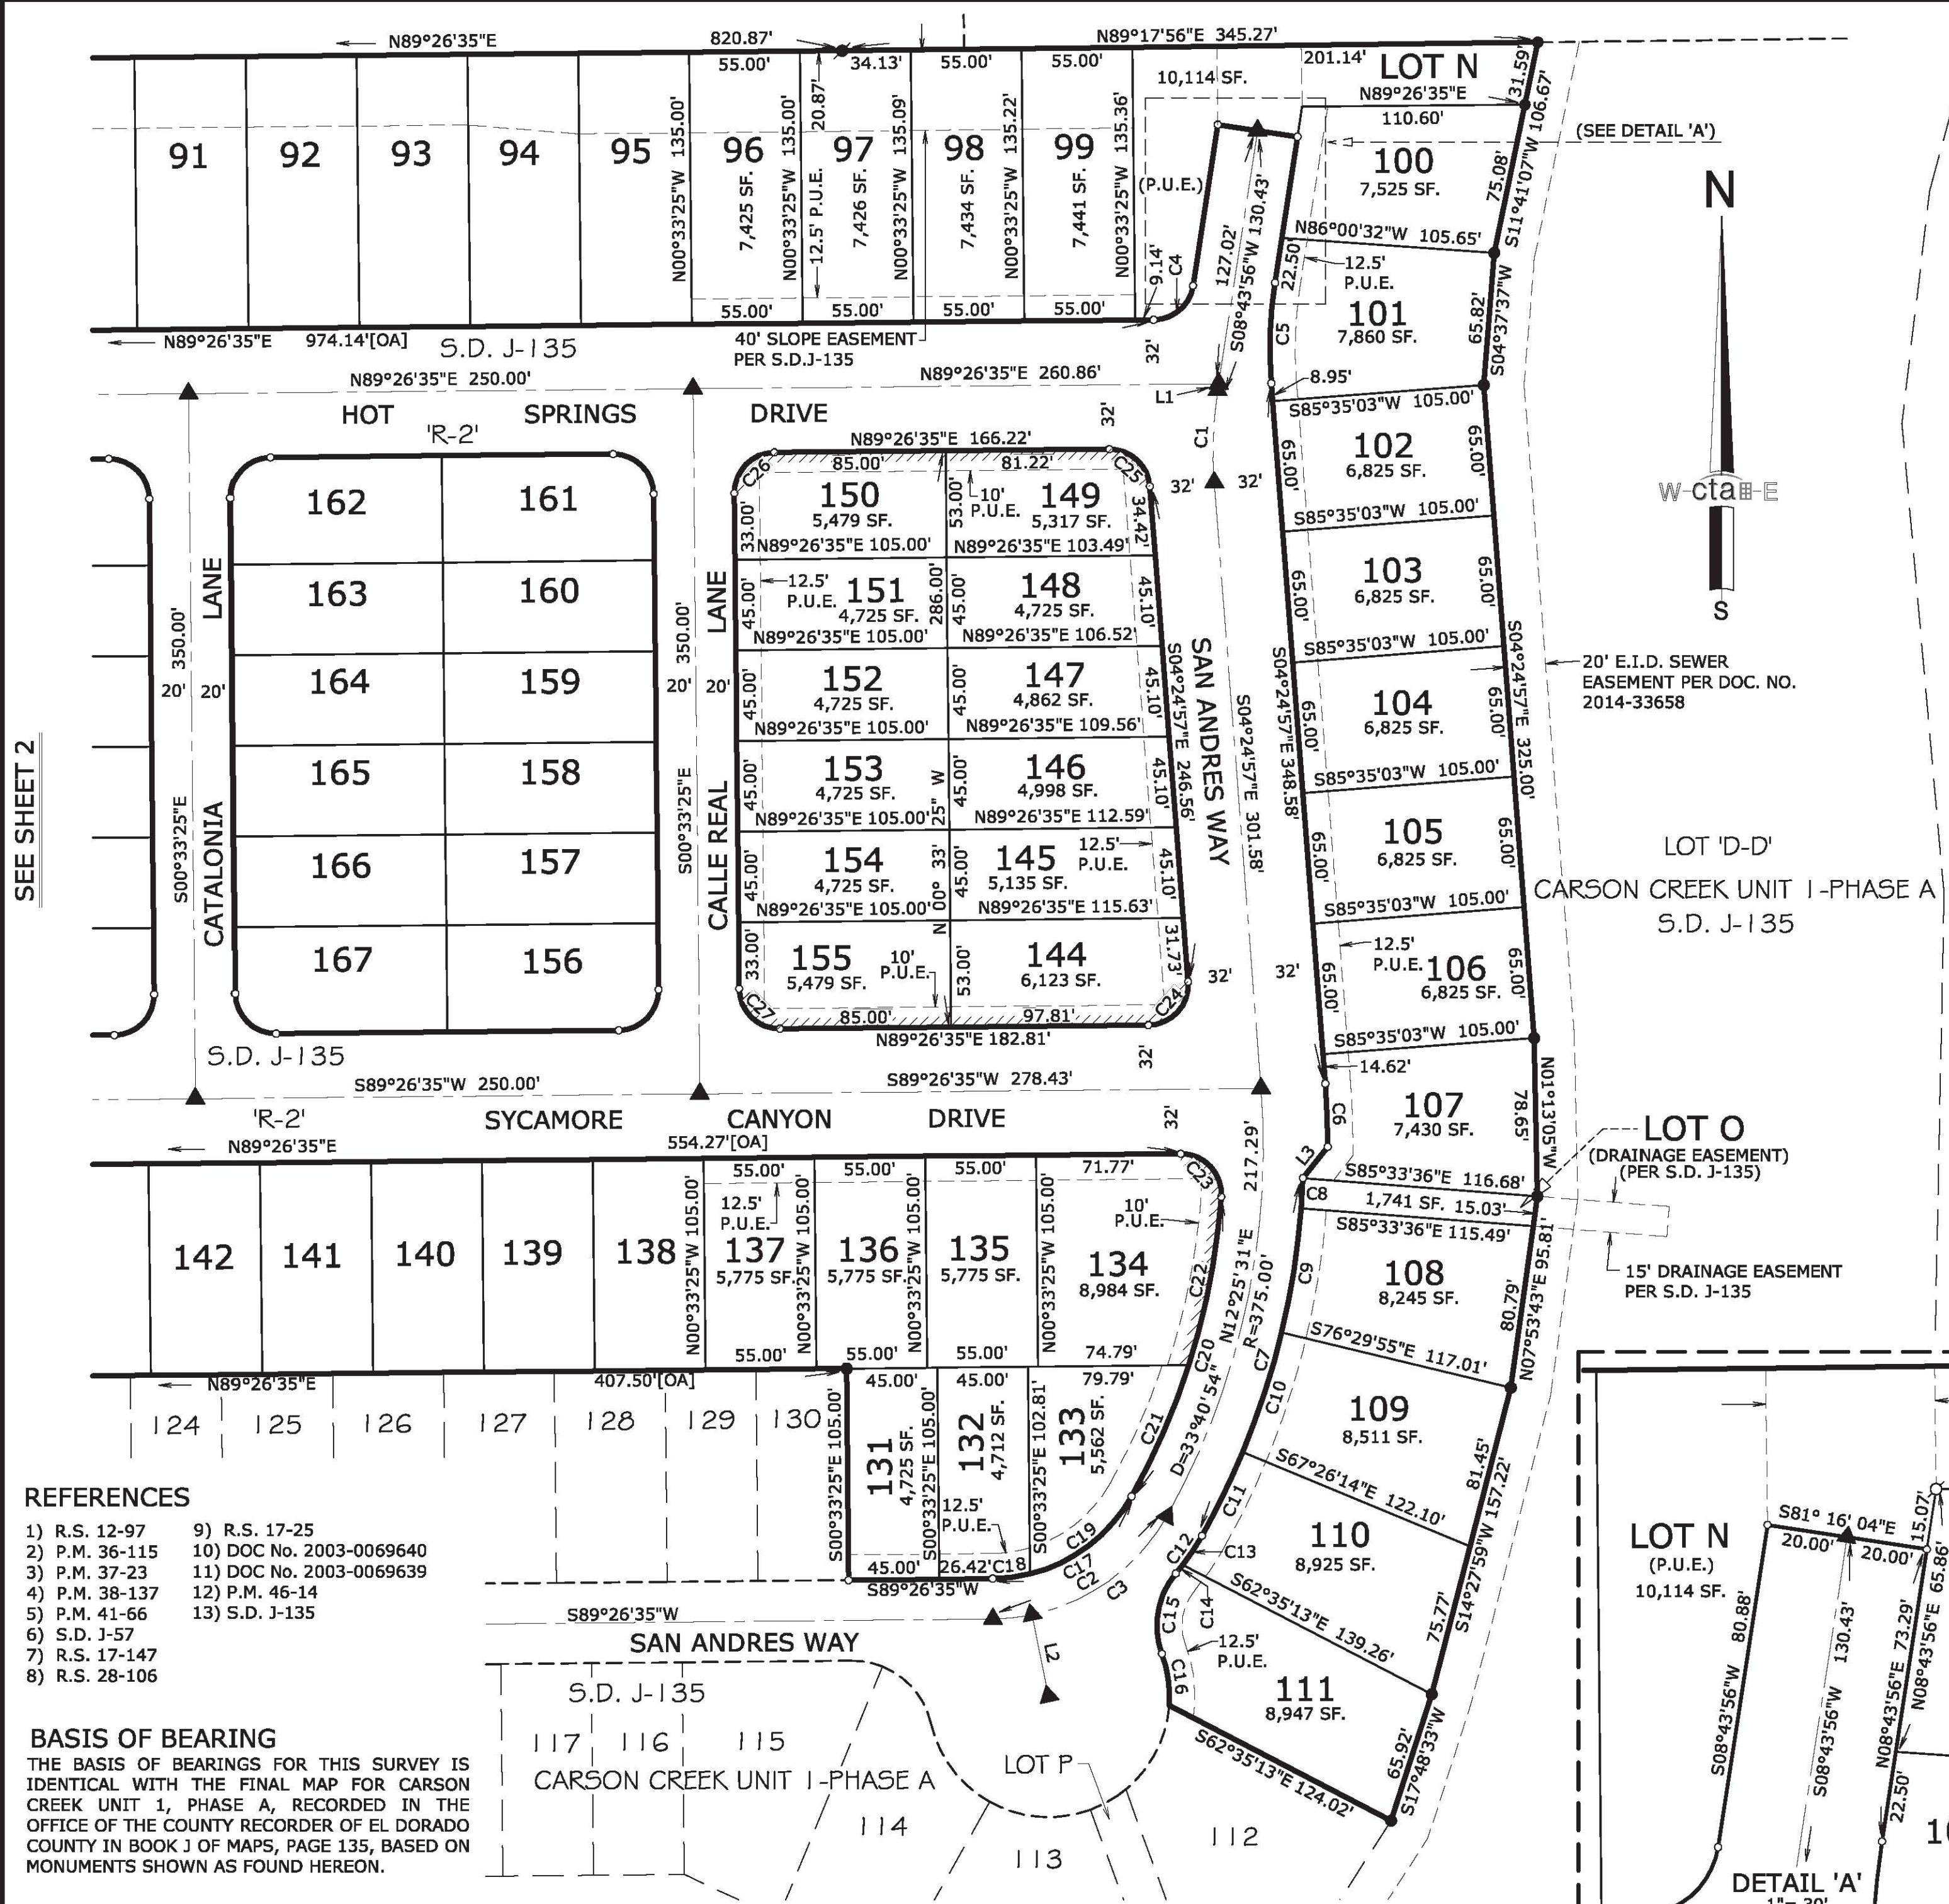 N89°26'35"E
820.87'
N89°17'56"E 345.27'
55.00'
34.13'
55.00'
55.00'
201.14'
LOT N
31.59'
S11°41'07"W 106.67'
10,114 SF.
N89°26'35"E
110.60'
(SEE DETAIL 'A')
91
92
93
94
95
N00°33'25"W 135.00'
96
7,425 SF.
N00°33'25"W 135.00'
20.87'
12.5' P.U.E.
97
7,426 SF.
N00°33'25"W 135.09'
98
7,434 SF.
N00°33'25"W 135.22'
99
7,441 SF.
N00°33'25"W 135.36'
(P.U.E.)
9.14'
C4
127.02'
S08°43'56"W 130.43'
100
7,525 SF.
75.08'
N86°00'32"W 105.65'
22.50'
12.5'
P.U.E.
101
7,860 SF.
65.82'
S04°37'37"W
C5
55.00'
55.00'
55.00'
55.00'
N89°26'35"E
974.14'[OA]
S.D. J-135
40' SLOPE EASEMENT
PER S.D.J-135
32'
N89°26'35"E 250.00'
N89°26'35"E 260.86'
L1
8.95'
S85°35'03"W 105.00'
HOT SPRINGS DRIVE
'R-2'
32'
C1
N
W-cta-E
S
N89°26'35"E 166.22'
C26
85.00'
81.22'
C25
32'
32'
162
161
150
5,479 SF.
33.00'
53.00'
10'
P.U.E.
149
5,317 SF.
34.42'
N89°26'35"E 105.00'
N89°26'35"E 103.49'
65.00'
102
6,825 SF.
65.00'
S85°35'03"W 105.00'
163
160
12.5'
P.U.E.
151
4,725 SF.
45.00'
286.00'
45.00'
148
4,725 SF.
45.10'
N89°26'35"E 105.00'
N89°26'35"E 106.52'
65.00'
103
6,825 SF.
65.00'
S85°35'03"W 105.00'
350.00'
LANE
350.00'
LANE
164
159
20'
20'
20'
20'
45.00'
152
4,725 SF.
45.00'
147
4,862 SF.
45.10'
N89°26'35"E 105.00'
N89°26'35"E 109.56'
S04°24'57"E 246.56'
SAN ANDRES WAY
S04°24'57"E 301.58'
S04°24'57"E 348.58'
65.00'
104
6,825 SF.
65.00'
S04°24'57"E 325.00'
20' E.I.D. SEWER
EASEMENT PER DOC. NO.
2014-33658
S85°35'03"W 105.00'
SEE SHEET 2
165
158
45.00'
153
4,725 SF.
45.00'
146
4,998 SF.
45.10'
N89°26'35"E 105.00'
N89°26'35"E 112.59'
S00°33'25"E
CATALONIA
S00°33'25"E
CALLE REAL
N 00° 33' 25" W
65.00'
105
6,825 SF.
65.00'
S85°35'03"W 105.00'
LOT 'D-D'
CARSON CREEK UNIT 1-PHASE A
S.D. J-135
166
157
45.00'
154
4,725 SF.
45.00'
145
5,135 SF.
12.5'
P.U.E.
45.10'
N89°26'35"E 105.00'
N89°26'35"E 115.63'
167
156
33.00'
155
5,479 SF.
10'
P.U.E.
53.00'
144
6,123 SF.
31.73'
32'
32'
65.00'
12.5'
P.U.E.
106
6,825 SF.
65.00'
C27
85.00'
97.81'
C24
N89°26'35"E 182.81'
S85°35'03"W 105.00'
S.D. J-135
32'
14.62'
S89°26'35"W 250.00'
S89°26'35"W 278.43'
'R-2'
SYCAMORE CANYON DRIVE
32'
C6
107
7,430 SF.
78.65'
N01°13'05"W
LOT O
(DRAINAGE EASEMENT)
(PER S.D. J-135)
N89°26'35"E
554.27'[OA]
55.00'
55.00'
55.00'
71.77'
C23
217.29'
L3
S85°33'36"E 116.68'
C8
1,741 SF. 15.03'
S85°33'36"E 115.49'
142
141
140
139
138
N00°33'25"W 105.00'
12.5'
P.U.E.
137
5,775 SF.
N00°33'25"W 105.00'
136
5,775 SF.
N00°33'25"W 105.00'
135
5,775 SF.
N00°33'25"W 105.00'
10'
P.U.E.
134
8,984 SF.
C22
N12°25'31"E
R=375.00'
D=33°40'54"
C20
C9
108
8,245 SF.
80.79'
N07°53'43"E 95.81'
15' DRAINAGE EASEMENT
PER S.D. J-135
55.00'
55.00'
55.00'
74.79'
S76°29'55"E 117.01'
C7
N89°26'35"E
407.50'[OA]
45.00'
45.00'
79.79'
124
125
126
127
128
129
130
S00°33'25"E 105.00'
131
4,725 SF.
S00°33'25"E 105.00'
132
4,712 SF.
12.5'
P.U.E.
S00°33'25"E 102.81'
133
5,562 SF.
C21
C10
109
8,511 SF.
81.45'
S14°27'59"W 157.22'
S67°26'14"E 122.10'
C11
C19
C12
C13
110
8,925 SF.
75.77'
45.00'
26.42'
C18
C17
C2
C3
S89°26'35"W
S62°35'13"E 139.26'
C14
C15
S89°26'35"W
SAN ANDRES WAY
L2
12.5'
P.U.E.
C16
111
8,947 SF.
65.92'
S17°48'33"W
S62°35'13"E 124.02'
S.D. J-135
117
116
115
CARSON CREEK UNIT 1-PHASE A
LOT P
114
113
112
REFERENCES
1) R.S. 12-97
2) P.M. 36-115
3) P.M. 37-23
4) P.M. 38-137
5) P.M. 41-66
6) S.D. J-57
7) R.S. 17-147
8) R.S. 28-106
9) R.S. 17-25
10) DOC No. 2003-0069640
11) DOC No. 2003-0069639
12) P.M. 46-14
13) S.D. J-135
BASIS OF BEARING
THE BASIS OF BEARINGS FOR THIS SURVEY IS
IDENTICAL WITH THE FINAL MAP FOR CARSON
CREEK UNIT 1, PHASE A, RECORDED IN THE
OFFICE OF THE COUNTY RECORDER OF EL DORADO
COUNTY IN BOOK J OF MAPS, PAGE 135, BASED ON
MONUMENTS SHOWN AS FOUND HEREON.
LOT N
(P.U.E.)
10,114 SF.
S81° 16' 04"E
20.00'
20.00'
15.07'
80.88'
S08°43'56"W
130.43'
S08°43'56"W
N08°43'56"E 73.29'
N08°43'56"E 65.86'
22.50'
DETAIL 'A'